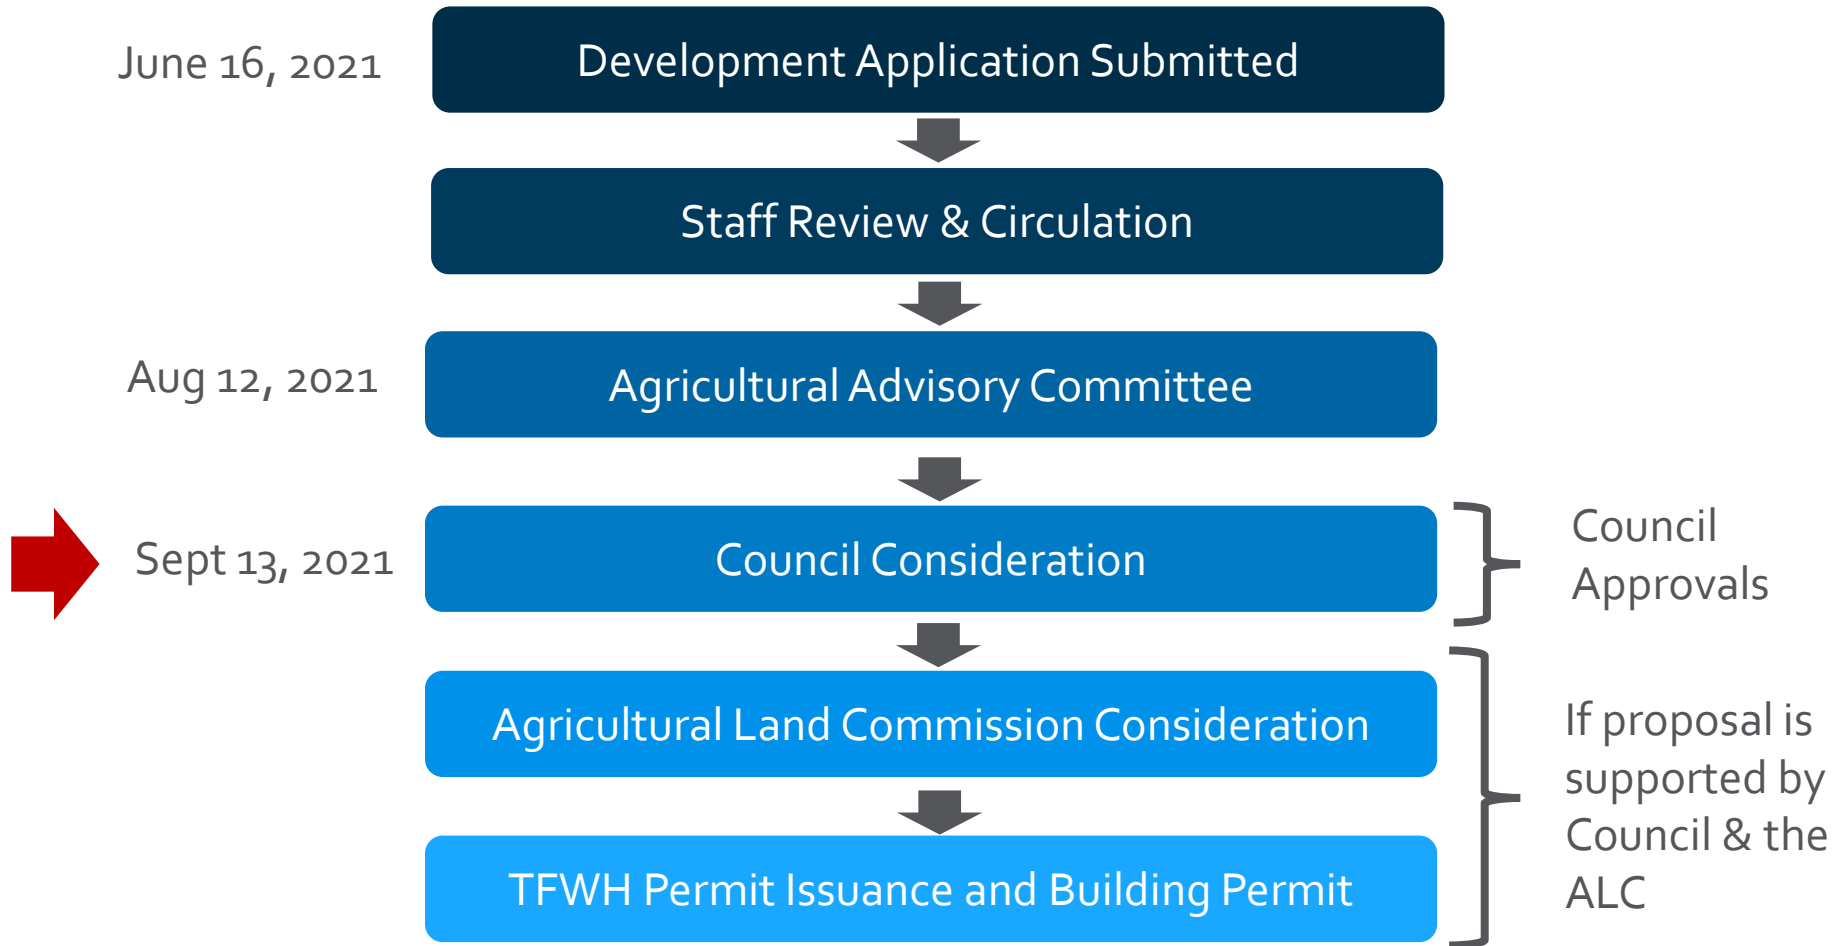 June 16, 2021
Development Application Submitted
Staff Review & Circulation
Aug 12, 2021
Agricultural Advisory Committee
Sept 13, 2021
Council Consideration
Council
Approvals
Agricultural Land Commission Consideration
If proposal is
supported by
Council & the
ALC
TFWH Permit Issuance and Building Permit